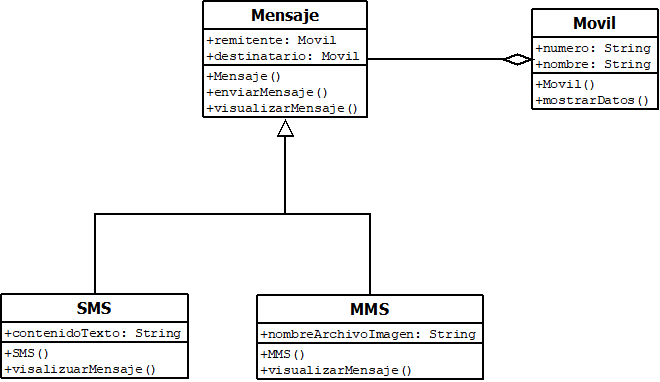 Mensaje
+remitente: Movil
+destinatario: Movil
+Mensaje()
+enviarMensaje()
+visualizarMensaje()
Movil
+numero: String
+nombre: String
+Movil()
+mostrarDatos()
SMS
+contenidoTexto: String
+SMS()
+visalizuarMensaje()
MMS
+nombreArchivoImagen: String
+MMS()
+visualizarMensaje()